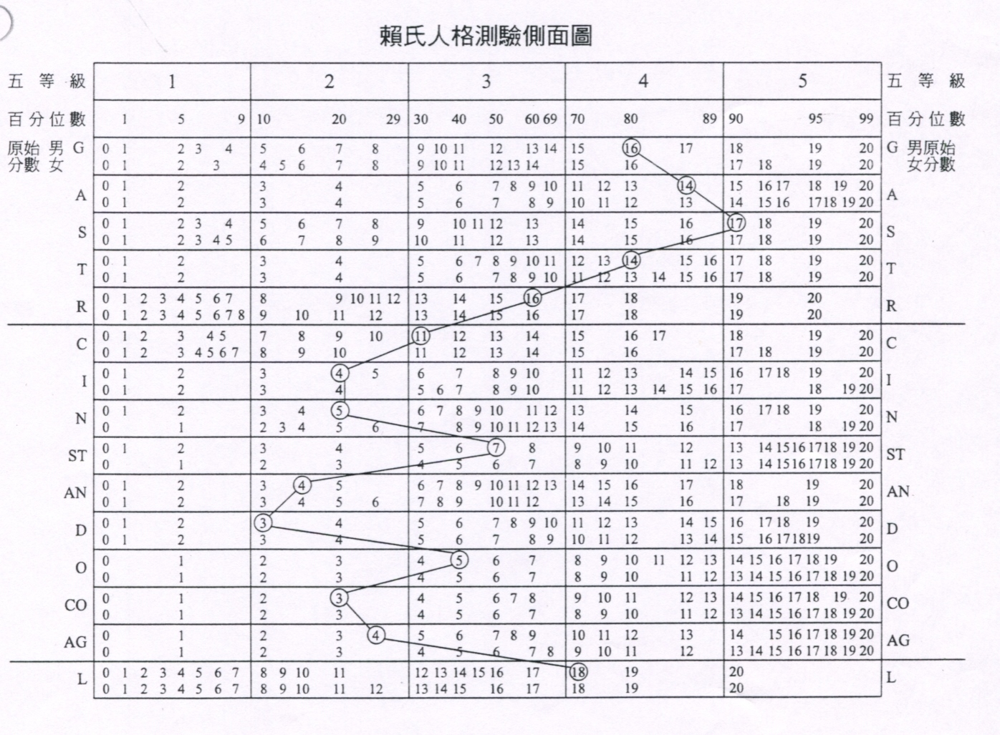 賴氏人格測驗側面圖
五 等 級 1 2 3 4 5 五 等 級
百分位數 1 5 9 10 20 29 30 40 50 60 69 70 80 89 90 95 99 百分位數
原始 男 G 0 1 2 3 4 5 6 7 8 9 10 11 12 13 14 15 16 17 18 19 20 G 男原始
分數 女 0 1 2 3 4 5 6 7 8 9 10 11 12 13 14 15 16 17 18 19 20 女分數
A 0 1 2 3 4 5 6 7 8 9 10 11 12 13 14 15 16 17 18 19 20 A
0 1 2 3 4 5 6 7 8 9 10 11 12 13 14 15 16 17 18 19 20
S 0 1 2 3 4 5 6 7 8 9 10 11 12 13 14 15 16 17 18 19 20 S
0 1 2 3 4 5 6 7 8 9 10 11 12 13 14 15 16 17 18 19 20
T 0 1 2 3 4 5 6 7 8 9 10 11 12 13 14 15 16 17 18 19 20 T
0 1 2 3 4 5 6 7 8 9 10 11 12 13 14 15 16 17 18 19 20
R 0 1 2 3 4 5 6 7 8 9 10 11 12 13 14 15 16 17 18 19 20 R
0 1 2 3 4 5 6 7 8 9 10 11 12 13 14 15 16 17 18 19 20
C 0 1 2 3 4 5 7 8 9 10 11 12 13 14 15 16 17 18 19 20 C
0 1 2 3 4 5 6 7 8 9 10 11 12 13 14 15 16 17 18 19 20
I 0 1 2 3 4 5 6 7 8 9 10 11 12 13 14 15 16 17 18 19 20 I
0 1 2 3 4 5 6 7 8 9 10 11 12 13 14 15 16 17 18 19 20
N 0 1 2 3 4 5 6 7 8 9 10 11 12 13 14 15 16 17 18 19 20 N
0 1 2 3 4 5 6 7 8 9 10 11 12 13 14 15 16 17 18 19 20
ST 0 1 2 3 4 5 6 7 8 9 10 11 12 13 14 15 16 17 18 19 20 ST
0 1 2 3 4 5 6 7 8 9 10 11 12 13 14 15 16 17 18 19 20
AN 0 1 2 3 4 5 6 7 8 9 10 11 12 13 14 15 16 17 18 19 20 AN
0 1 2 3 4 5 6 7 8 9 10 11 12 13 14 15 16 17 18 19 20
D 0 1 2 3 4 5 6 7 8 9 10 11 12 13 14 15 16 17 18 19 20 D
0 1 2 3 4 5 6 7 8 9 10 11 12 13 14 15 16 17 18 19 20
O 0 1 2 3 4 5 6 7 8 9 10 11 12 13 14 15 16 17 18 19 20 O
0 1 2 3 4 5 6 7 8 9 10 11 12 13 14 15 16 17 18 19 20
CO 0 1 2 3 4 5 6 7 8 9 10 11 12 13 14 15 16 17 18 19 20 CO
0 1 2 3 4 5 6 7 8 9 10 11 12 13 14 15 16 17 18 19 20
AG 0 1 2 3 4 5 6 7 8 9 10 11 12 13 14 15 16 17 18 19 20 AG
0 1 2 3 4 5 6 7 8 9 10 11 12 13 14 15 16 17 18 19 20
L 0 1 2 3 4 5 6 7 8 9 10 11 12 13 14 15 16 17 18 19 20 L
0 1 2 3 4 5 6 7 8 9 10 11 12 13 14 15 16 17 18 19 20